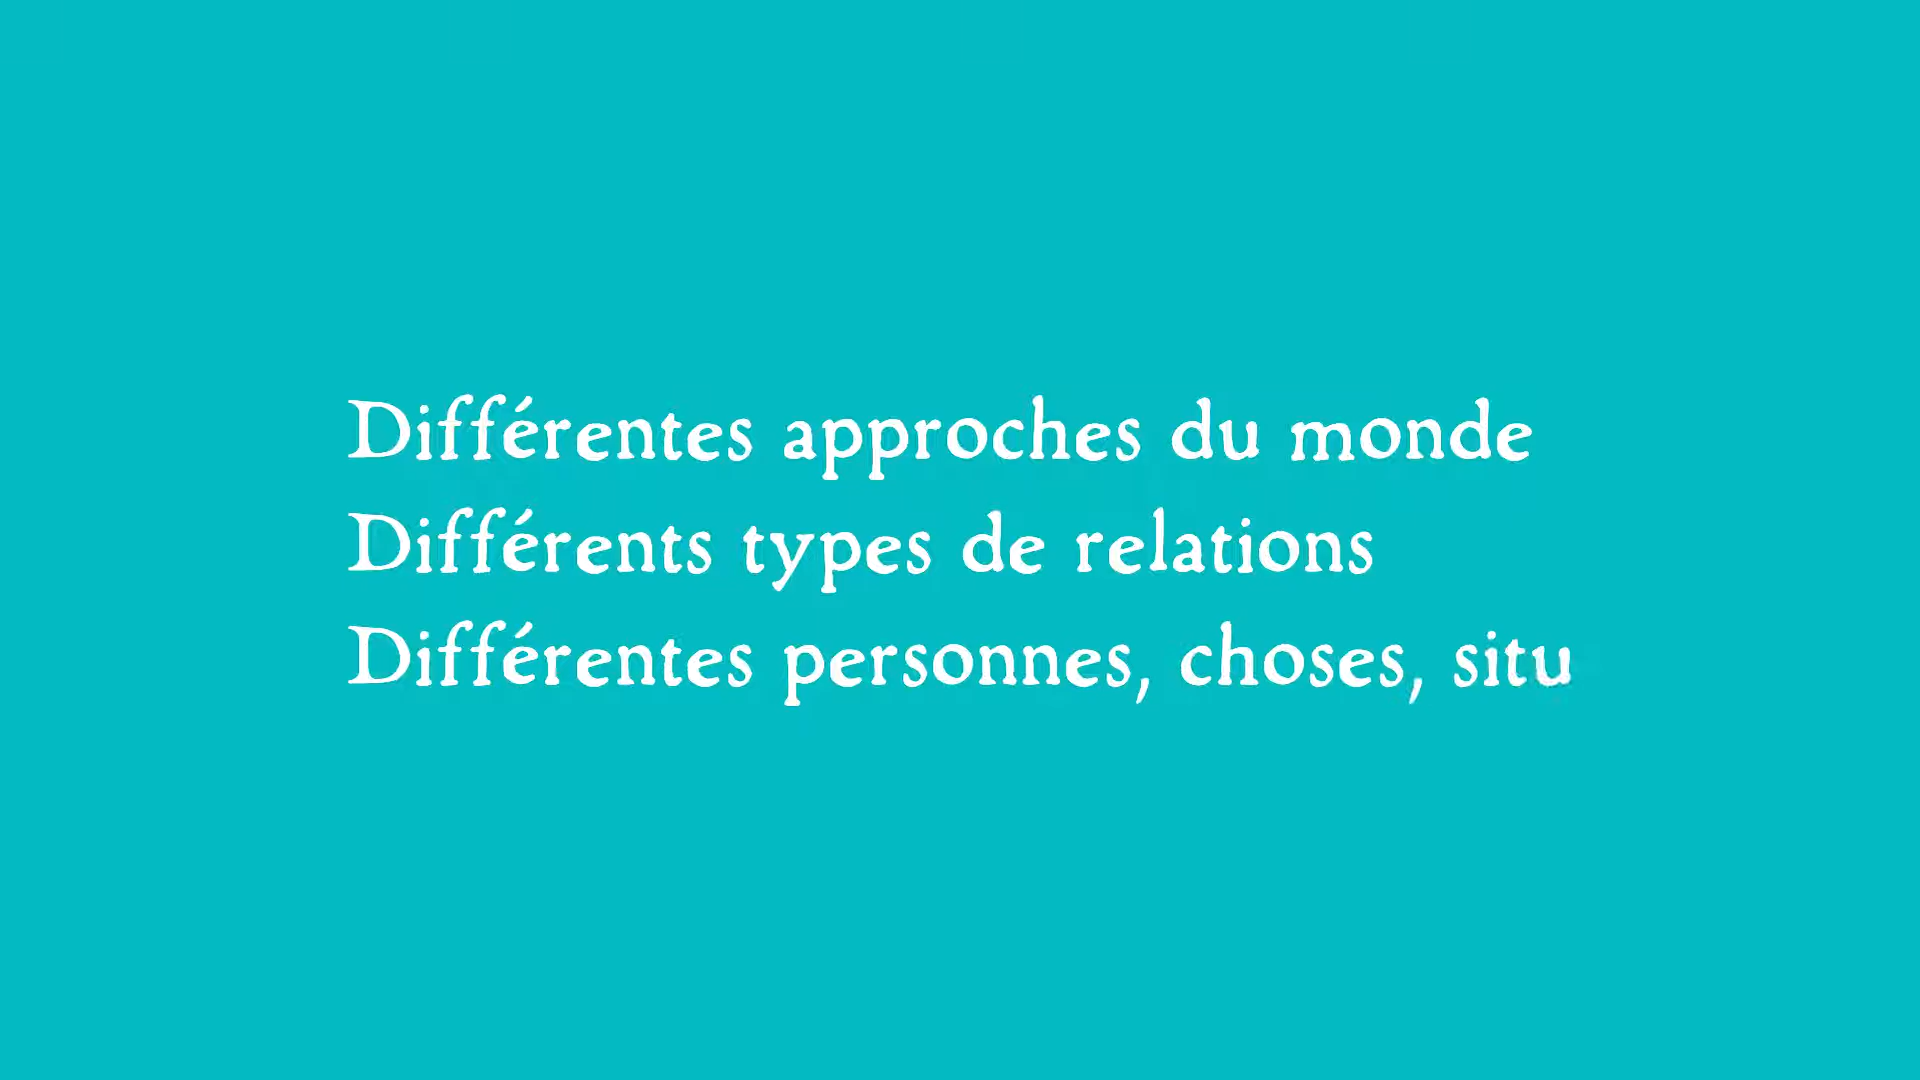 Différentes approches du monde
Différents types de relations
Différentes personnes, choses, situ